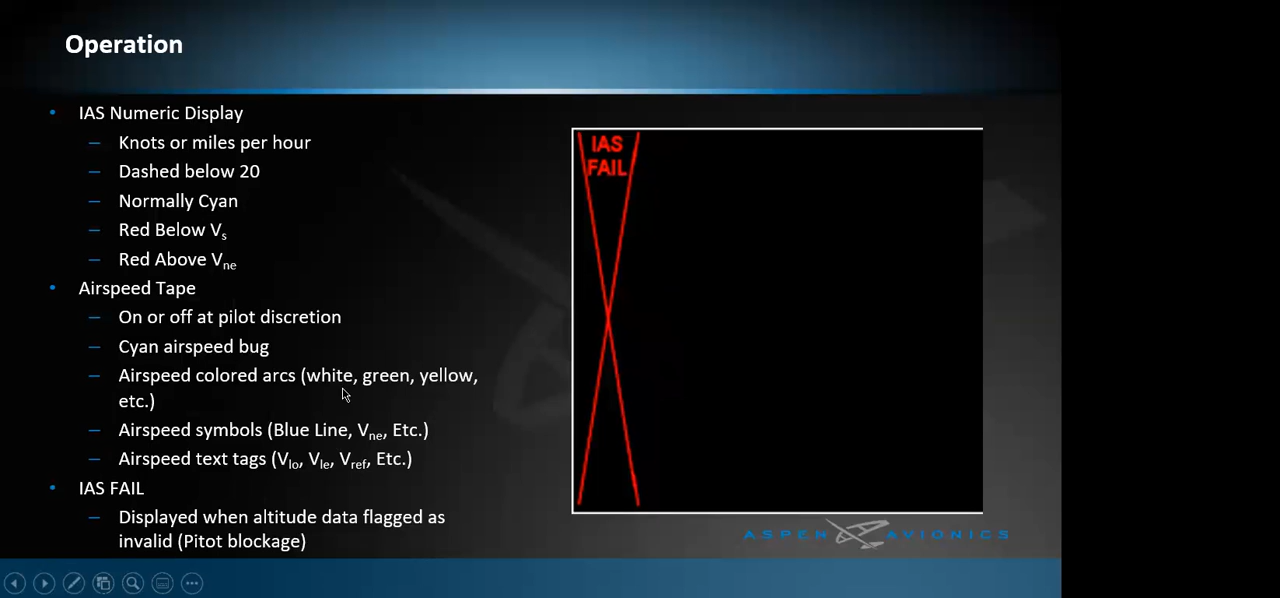 Operation
• IAS Numeric Display
– Knots or miles per hour
– Dashed below 20
– Normally Cyan
– Red Below Vs
– Red Above Vne
• Airspeed Tape
– On or off at pilot discretion
– Cyan airspeed bug
– Airspeed colored arcs (white, green, yellow,
etc.)
– Airspeed symbols (Blue Line, Vne, Etc.)
– Airspeed text tags (Vlo, Vle, Vref, Etc.)
• IAS FAIL
– Displayed when altitude data flagged as
invalid (Pitot blockage)
IAS
FAIL
ASPEN AVIONICS